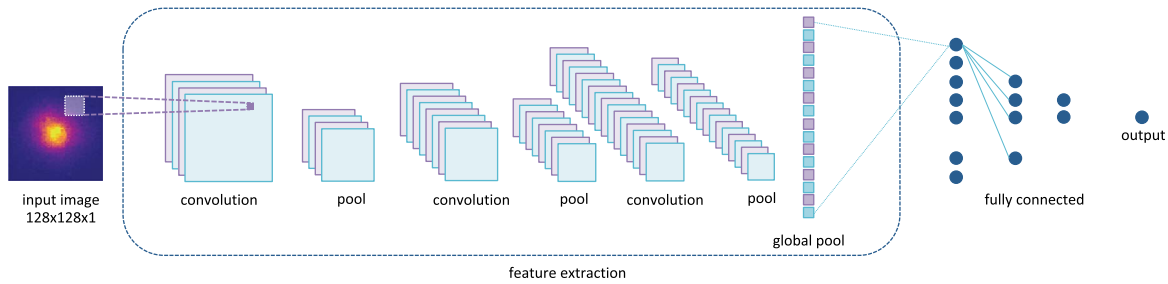 input image
128x128x1
convolution
pool
convolution
pool
convolution
pool
global pool
feature extraction
fully connected
output